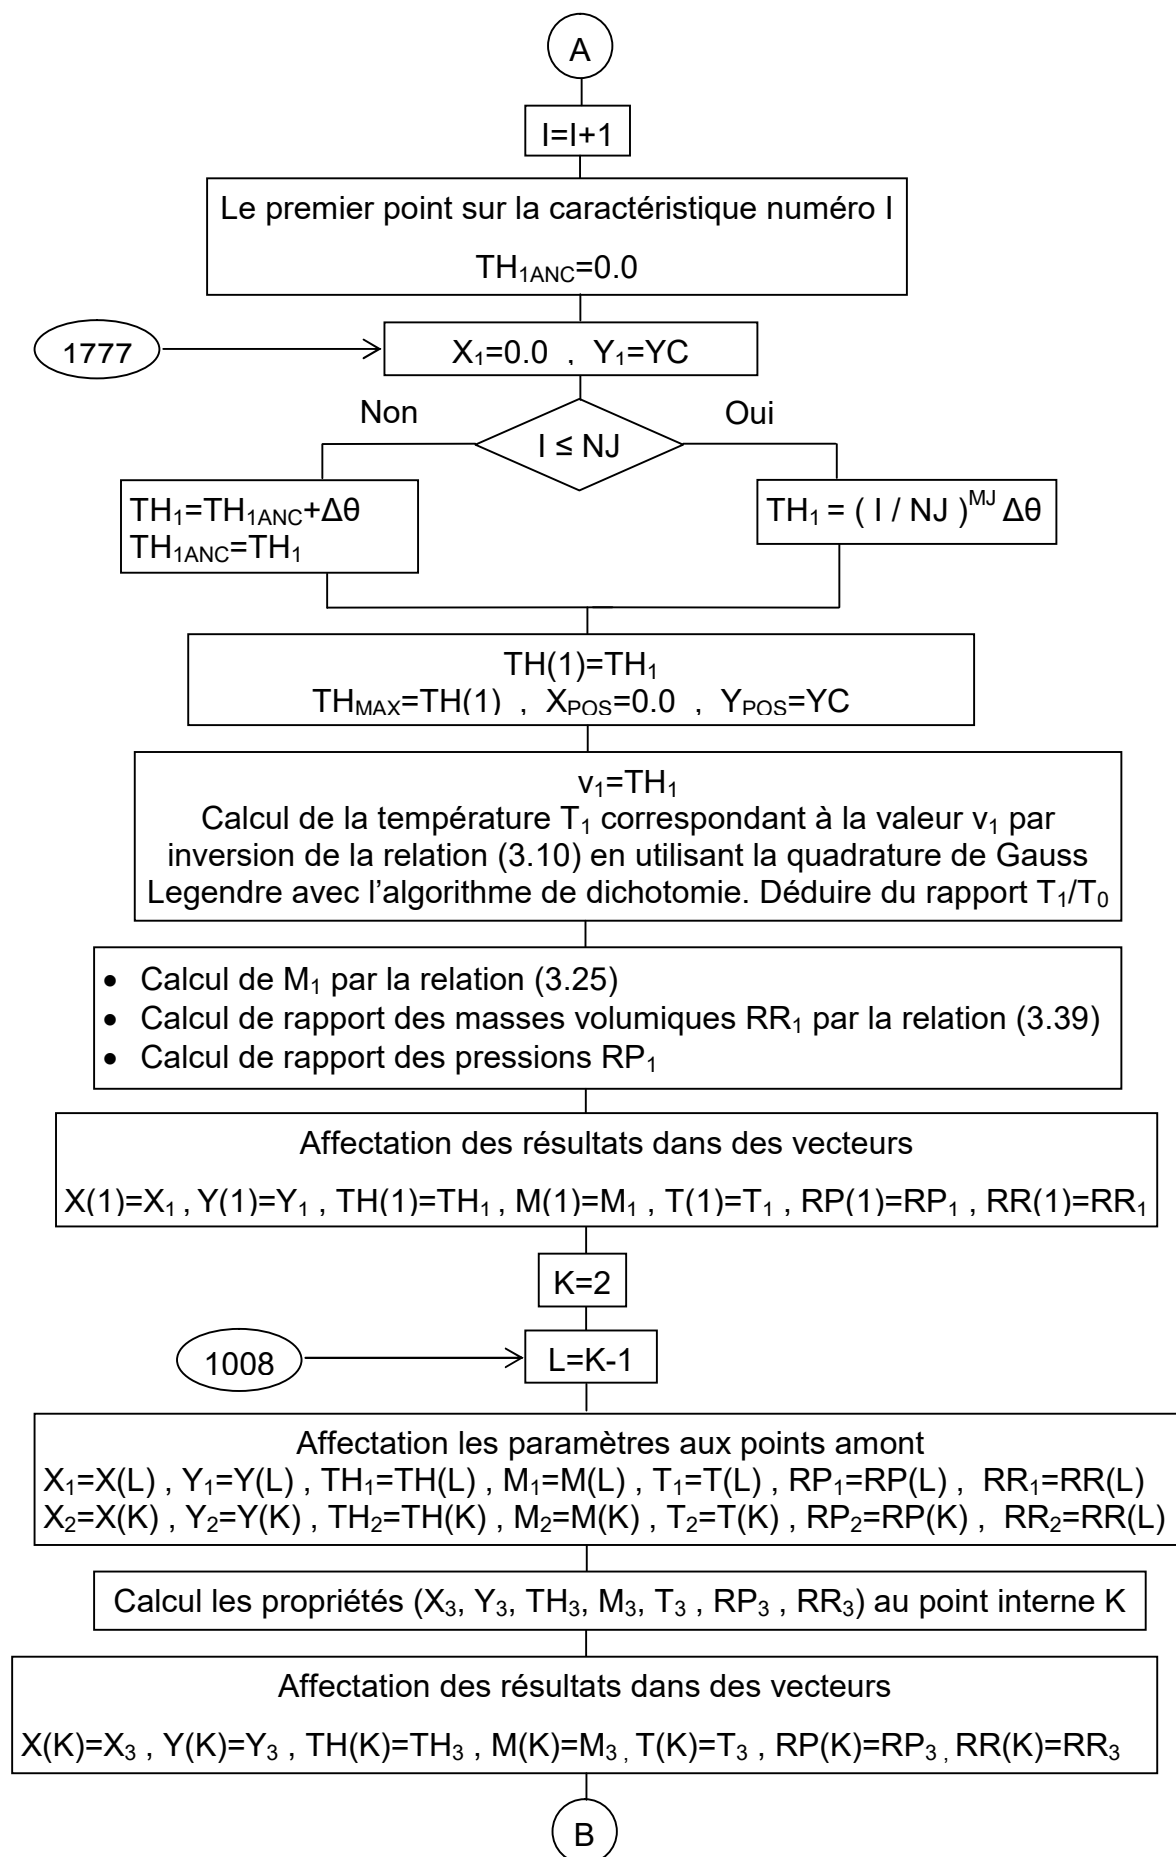 A
I=I+1
Le premier point sur la caractéristique numéro I
TH1ANC=0.0
1777
X1=0.0 , Y1=YC
Non
Oui
I ≤ NJ
TH1=TH1ANC+Δθ
TH1ANC=TH1
TH1 = ( I / NJ )^MJ Δθ
TH(1)=TH1
THMAX=TH(1) , XPOS=0.0 , YPOS=YC
ν1=TH1
Calcul de la température T1 correspondant à la valeur ν1 par
inversion de la relation (3.10) en utilisant la quadrature de Gauss
Legendre avec l’algorithme de dichotomie. Déduire du rapport T1/T0
• Calcul de M1 par la relation (3.25)
• Calcul de rapport des masses volumiques RR1 par la relation (3.39)
• Calcul de rapport des pressions RP1
Affectation des résultats dans des vecteurs
X(1)=X1 , Y(1)=Y1 , TH(1)=TH1 , M(1)=M1 , T(1)=T1 , RP(1)=RP1 , RR(1)=RR1
K=2
1008
L=K-1
Affectation les paramètres aux points amont
X1=X(L) , Y1=Y(L) , TH1=TH(L) , M1=M(L) , T1=T(L) , RP1=RP(L) , RR1=RR(L)
X2=X(K) , Y2=Y(K) , TH2=TH(K) , M2=M(K) , T2=T(K) , RP2=RP(K) , RR2=RR(L)
Calcul les propriétés (X3, Y3, TH3, M3, T3 , RP3 , RR3) au point interne K
Affectation des résultats dans des vecteurs
X(K)=X3 , Y(K)=Y3 , TH(K)=TH3 , M(K)=M3 , T(K)=T3 , RP(K)=RP3 , RR(K)=RR3
B